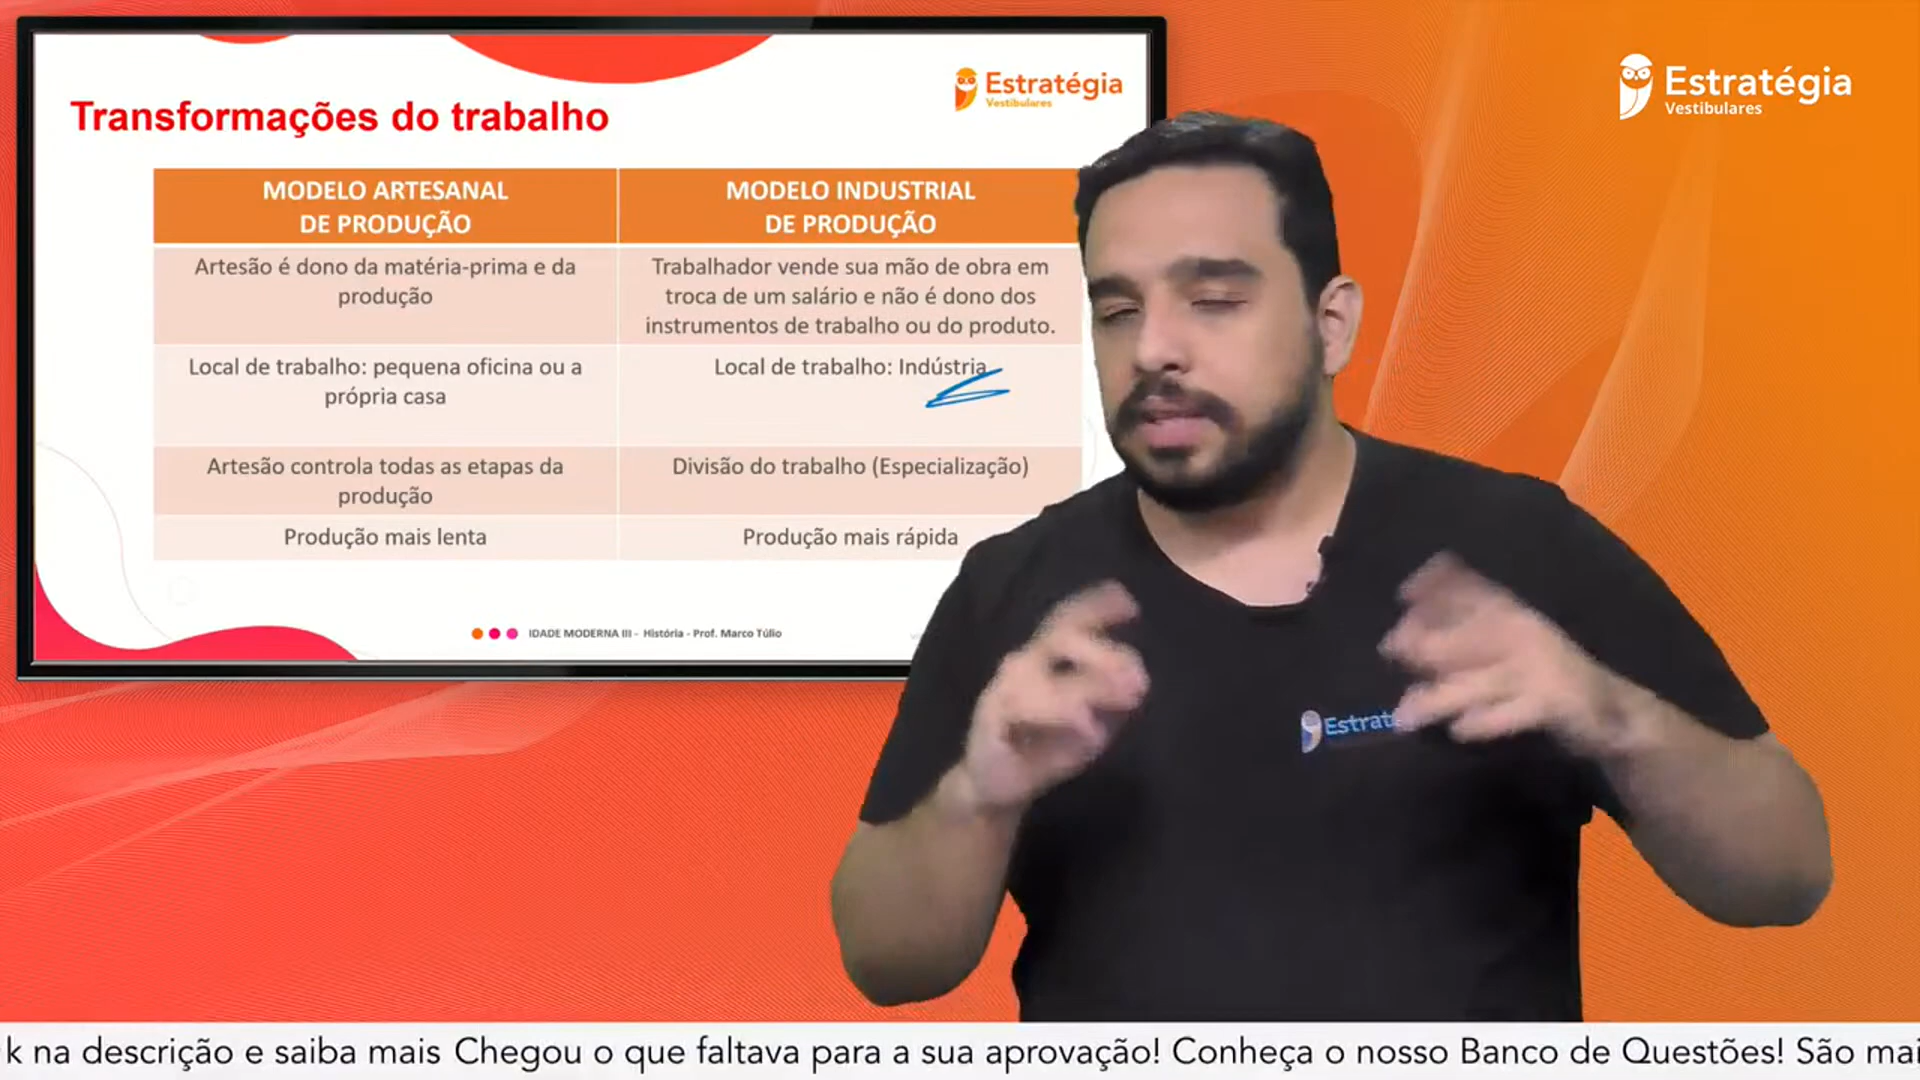 Transformações do trabalho
Estratégia
Vestibulares
Estratégia
Vestibulares
MODELO ARTESANAL
DE PRODUÇÃO
MODELO INDUSTRIAL
DE PRODUÇÃO
Artesão é dono da matéria-prima e da
produção
Trabalhador vende sua mão de obra em
troca de um salário e não é dono dos
instrumentos de trabalho ou do produto.
Local de trabalho: pequena oficina ou a
própria casa
Local de trabalho: Indústria
Artesão controla todas as etapas da
produção
Divisão do trabalho (Especialização)
Produção mais lenta
Produção mais rápida
IDADE MODERNA III - História - Prof. Marco Túlio
Estraté
k na descrição e saiba mais Chegou o que faltava para a sua aprovação! Conheça o nosso Banco de Questões! São mai